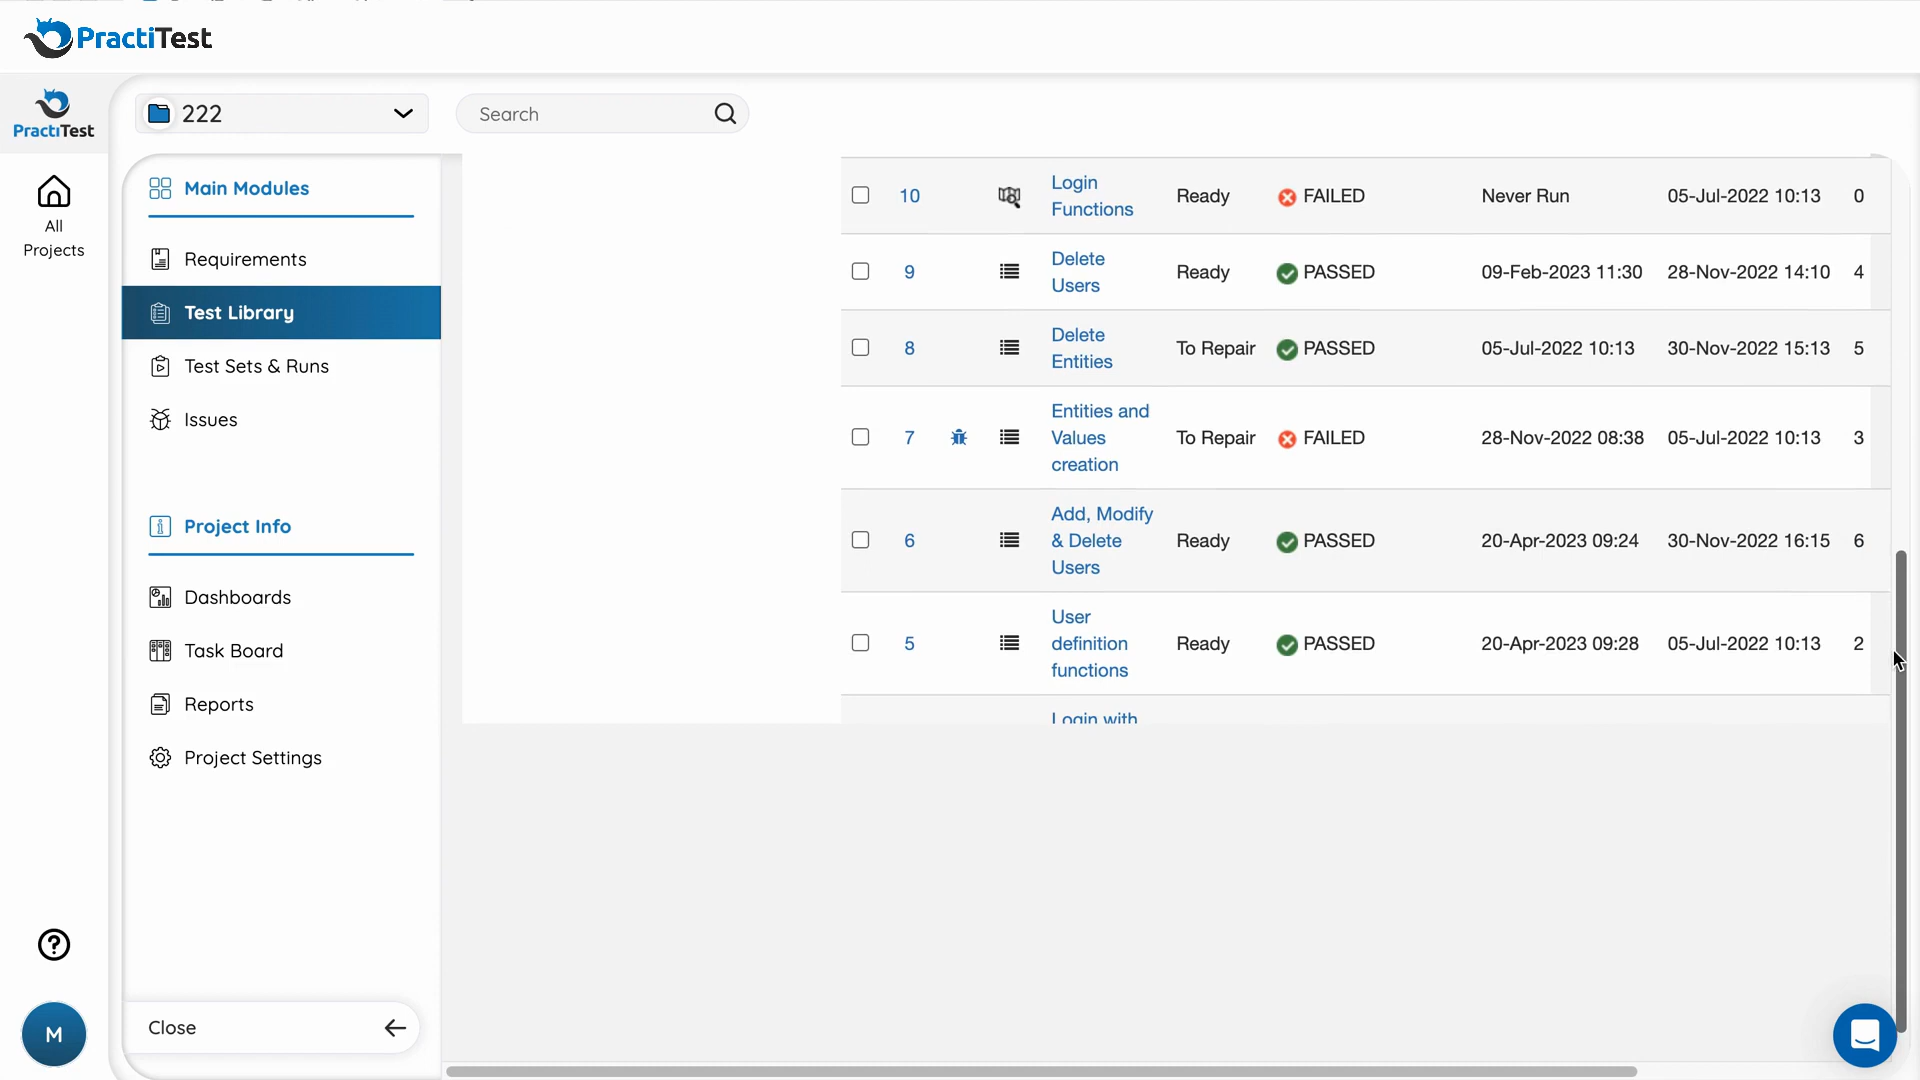 PractiTest
PractiTest
222
Search
All
Projects
Main Modules
Requirements
Test Library
Test Sets & Runs
Issues
Project Info
Dashboards
Task Board
Reports
Project Settings
Close
M
10 Login Functions Ready FAILED Never Run 05-Jul-2022 10:13 0
9 Delete Users Ready PASSED 09-Feb-2023 11:30 28-Nov-2022 14:10 4
8 Delete Entities To Repair PASSED 05-Jul-2022 10:13 30-Nov-2022 15:13 5
7 Entities and Values creation To Repair FAILED 28-Nov-2022 08:38 05-Jul-2022 10:13 3
6 Add, Modify & Delete Users Ready PASSED 20-Apr-2023 09:24 30-Nov-2022 16:15 6
5 User definition functions Ready PASSED 20-Apr-2023 09:28 05-Jul-2022 10:13 2
Login with